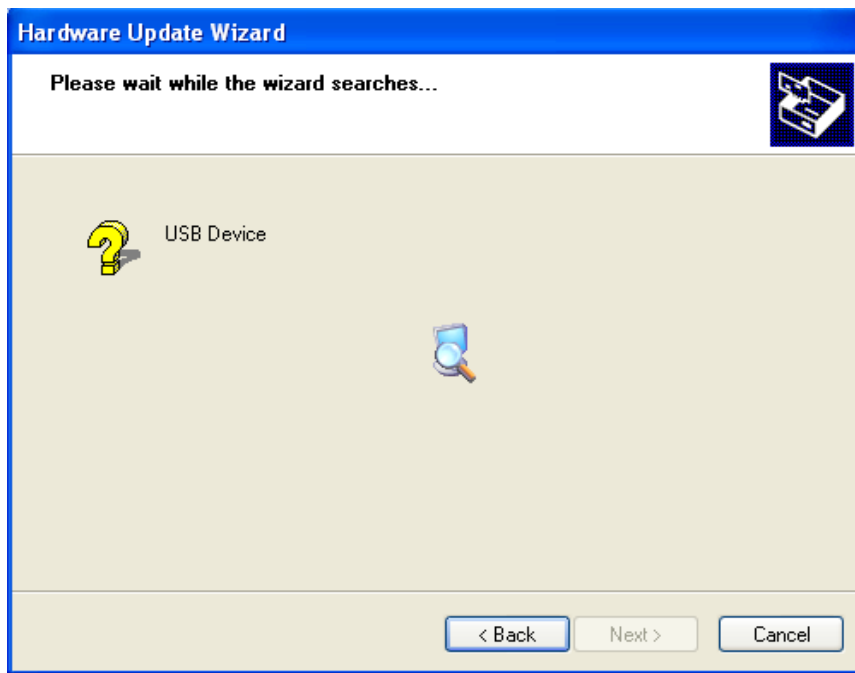 Hardware Update Wizard
Please wait while the wizard searches...
USB Device
< Back
Next >
Cancel